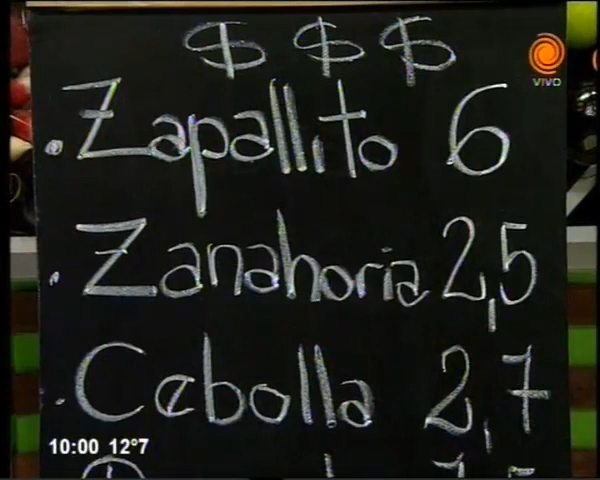 $ $ $
VIVO
. Zapallito 6
. Zanahoria 2,5
. Cebolla 2,7
10:00 12°7